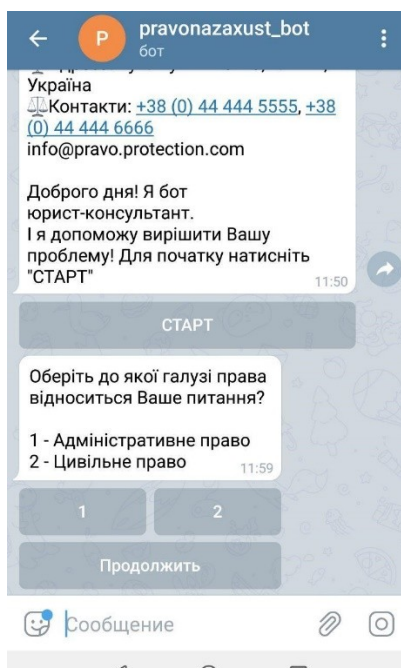 pravonazaxust_bot
P
бот
Україна
⚖Контакти: +38 (0) 44 444 5555, +38
(0) 44 444 6666
info@pravo.protection.com
Доброго дня! Я бот
юрист-консультант.
І я допоможу вирішити Вашу
проблему! Для початку натисніть
"СТАРТ"
11:50
СТАРТ
Оберіть до якої галузі права
відноситься Ваше питання?
1 - Адміністративне право
2 - Цивільне право
11:59
1 2
Продолжить
Сообщение